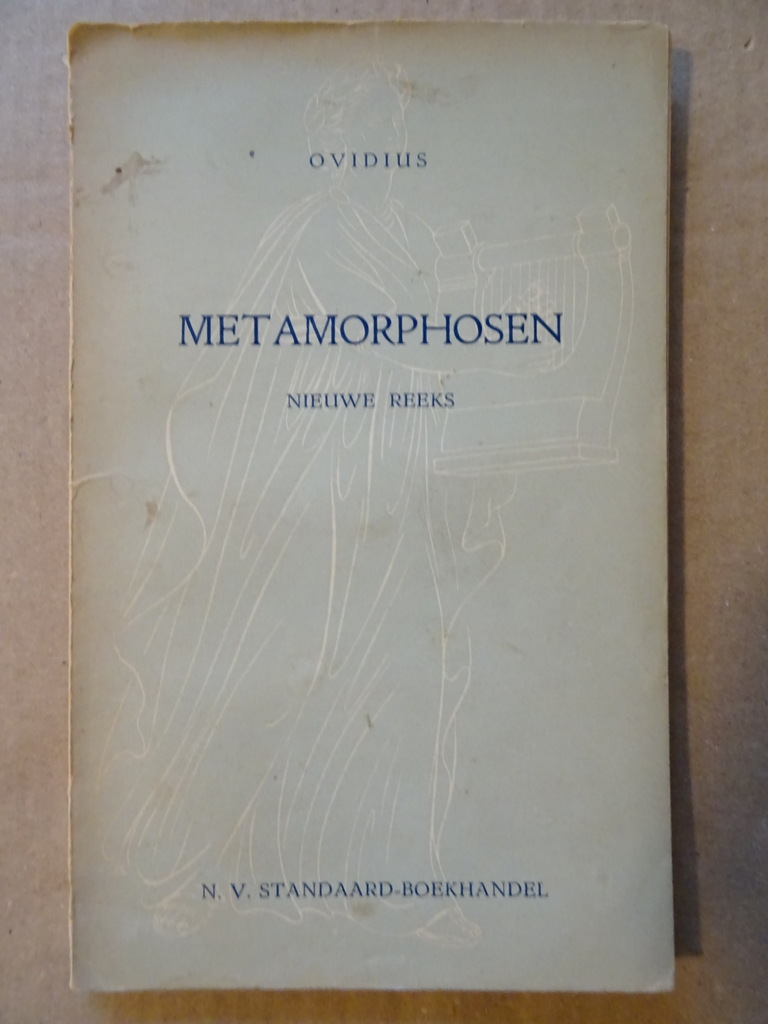 OVIDIUS
METAMORPHOSEN
NIEUWE REEKS
N. V. STANDAARD-BOEKHANDEL